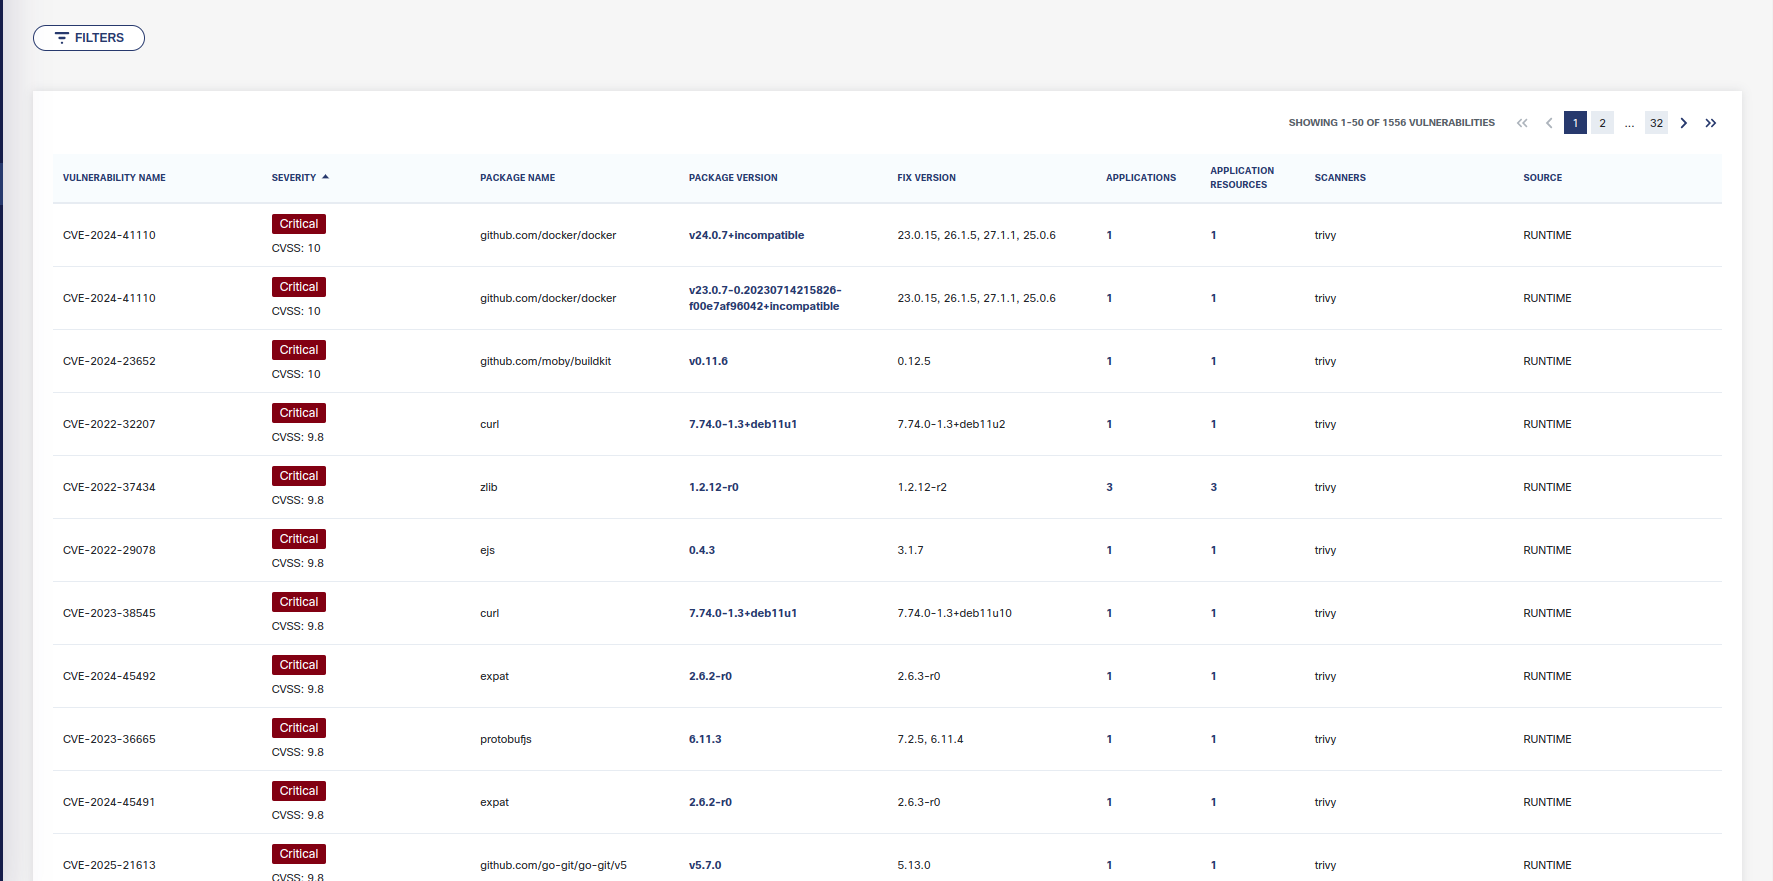 FILTERS
SHOWING 1-50 OF 1556 VULNERABILITIES 1 2 ... 32
VULNERABILITY NAME SEVERITY PACKAGE NAME PACKAGE VERSION FIX VERSION APPLICATIONS APPLICATION RESOURCES SCANNERS SOURCE
CVE-2024-41110 Critical CVSS: 10 github.com/docker/docker v24.0.7+incompatible 23.0.15, 26.1.5, 27.1.1, 25.0.6 1 1 trivy RUNTIME
CVE-2024-41110 Critical CVSS: 10 github.com/docker/docker v23.0.7-0.20230714215826-f00e7af96042+incompatible 23.0.15, 26.1.5, 27.1.1, 25.0.6 1 1 trivy RUNTIME
CVE-2024-23652 Critical CVSS: 10 github.com/moby/buildkit v0.11.6 0.12.5 1 1 trivy RUNTIME
CVE-2022-32207 Critical CVSS: 9.8 curl 7.74.0-1.3+deb11u1 7.74.0-1.3+deb11u2 1 1 trivy RUNTIME
CVE-2022-37434 Critical CVSS: 9.8 zlib 1.2.12-r0 1.2.12-r2 3 3 trivy RUNTIME
CVE-2022-29078 Critical CVSS: 9.8 ejs 0.4.3 3.1.7 1 1 trivy RUNTIME
CVE-2023-38545 Critical CVSS: 9.8 curl 7.74.0-1.3+deb11u1 7.74.0-1.3+deb11u10 1 1 trivy RUNTIME
CVE-2024-45492 Critical CVSS: 9.8 expat 2.6.2-r0 2.6.3-r0 1 1 trivy RUNTIME
CVE-2023-36665 Critical CVSS: 9.8 protobufjs 6.11.3 7.2.5, 6.11.4 1 1 trivy RUNTIME
CVE-2024-45491 Critical CVSS: 9.8 expat 2.6.2-r0 2.6.3-r0 1 1 trivy RUNTIME
CVE-2025-21613 Critical CVSS: 9.8 github.com/go-git/go-git/v5 v5.7.0 5.13.0 1 1 trivy RUNTIME